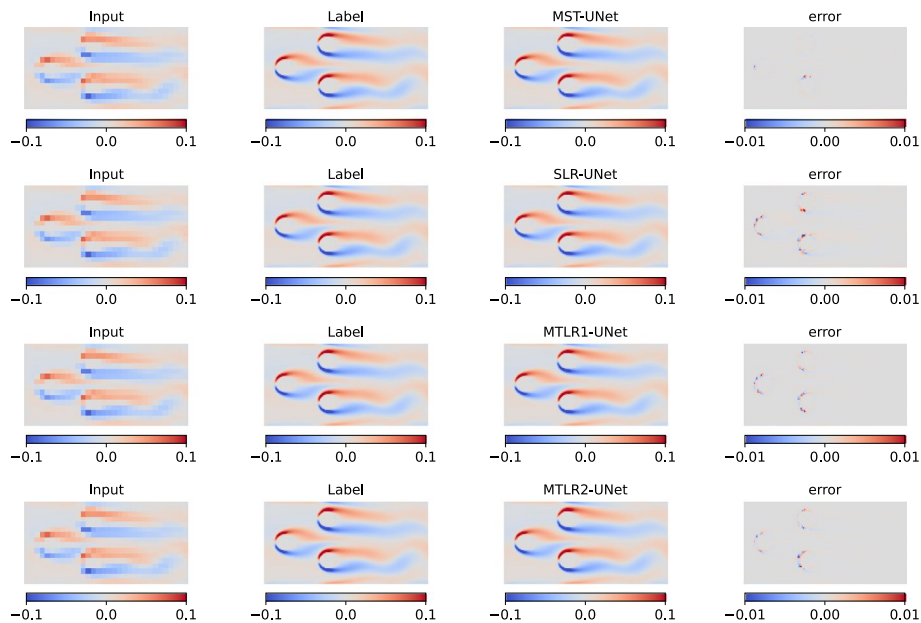 Input Label MST-UNet error
−0.1 0.0 0.1 −0.1 0.0 0.1 −0.1 0.0 0.1 −0.01 0.00 0.01
Input Label SLR-UNet error
−0.1 0.0 0.1 −0.1 0.0 0.1 −0.1 0.0 0.1 −0.01 0.00 0.01
Input Label MTLR1-UNet error
−0.1 0.0 0.1 −0.1 0.0 0.1 −0.1 0.0 0.1 −0.01 0.00 0.01
Input Label MTLR2-UNet error
−0.1 0.0 0.1 −0.1 0.0 0.1 −0.1 0.0 0.1 −0.01 0.00 0.01